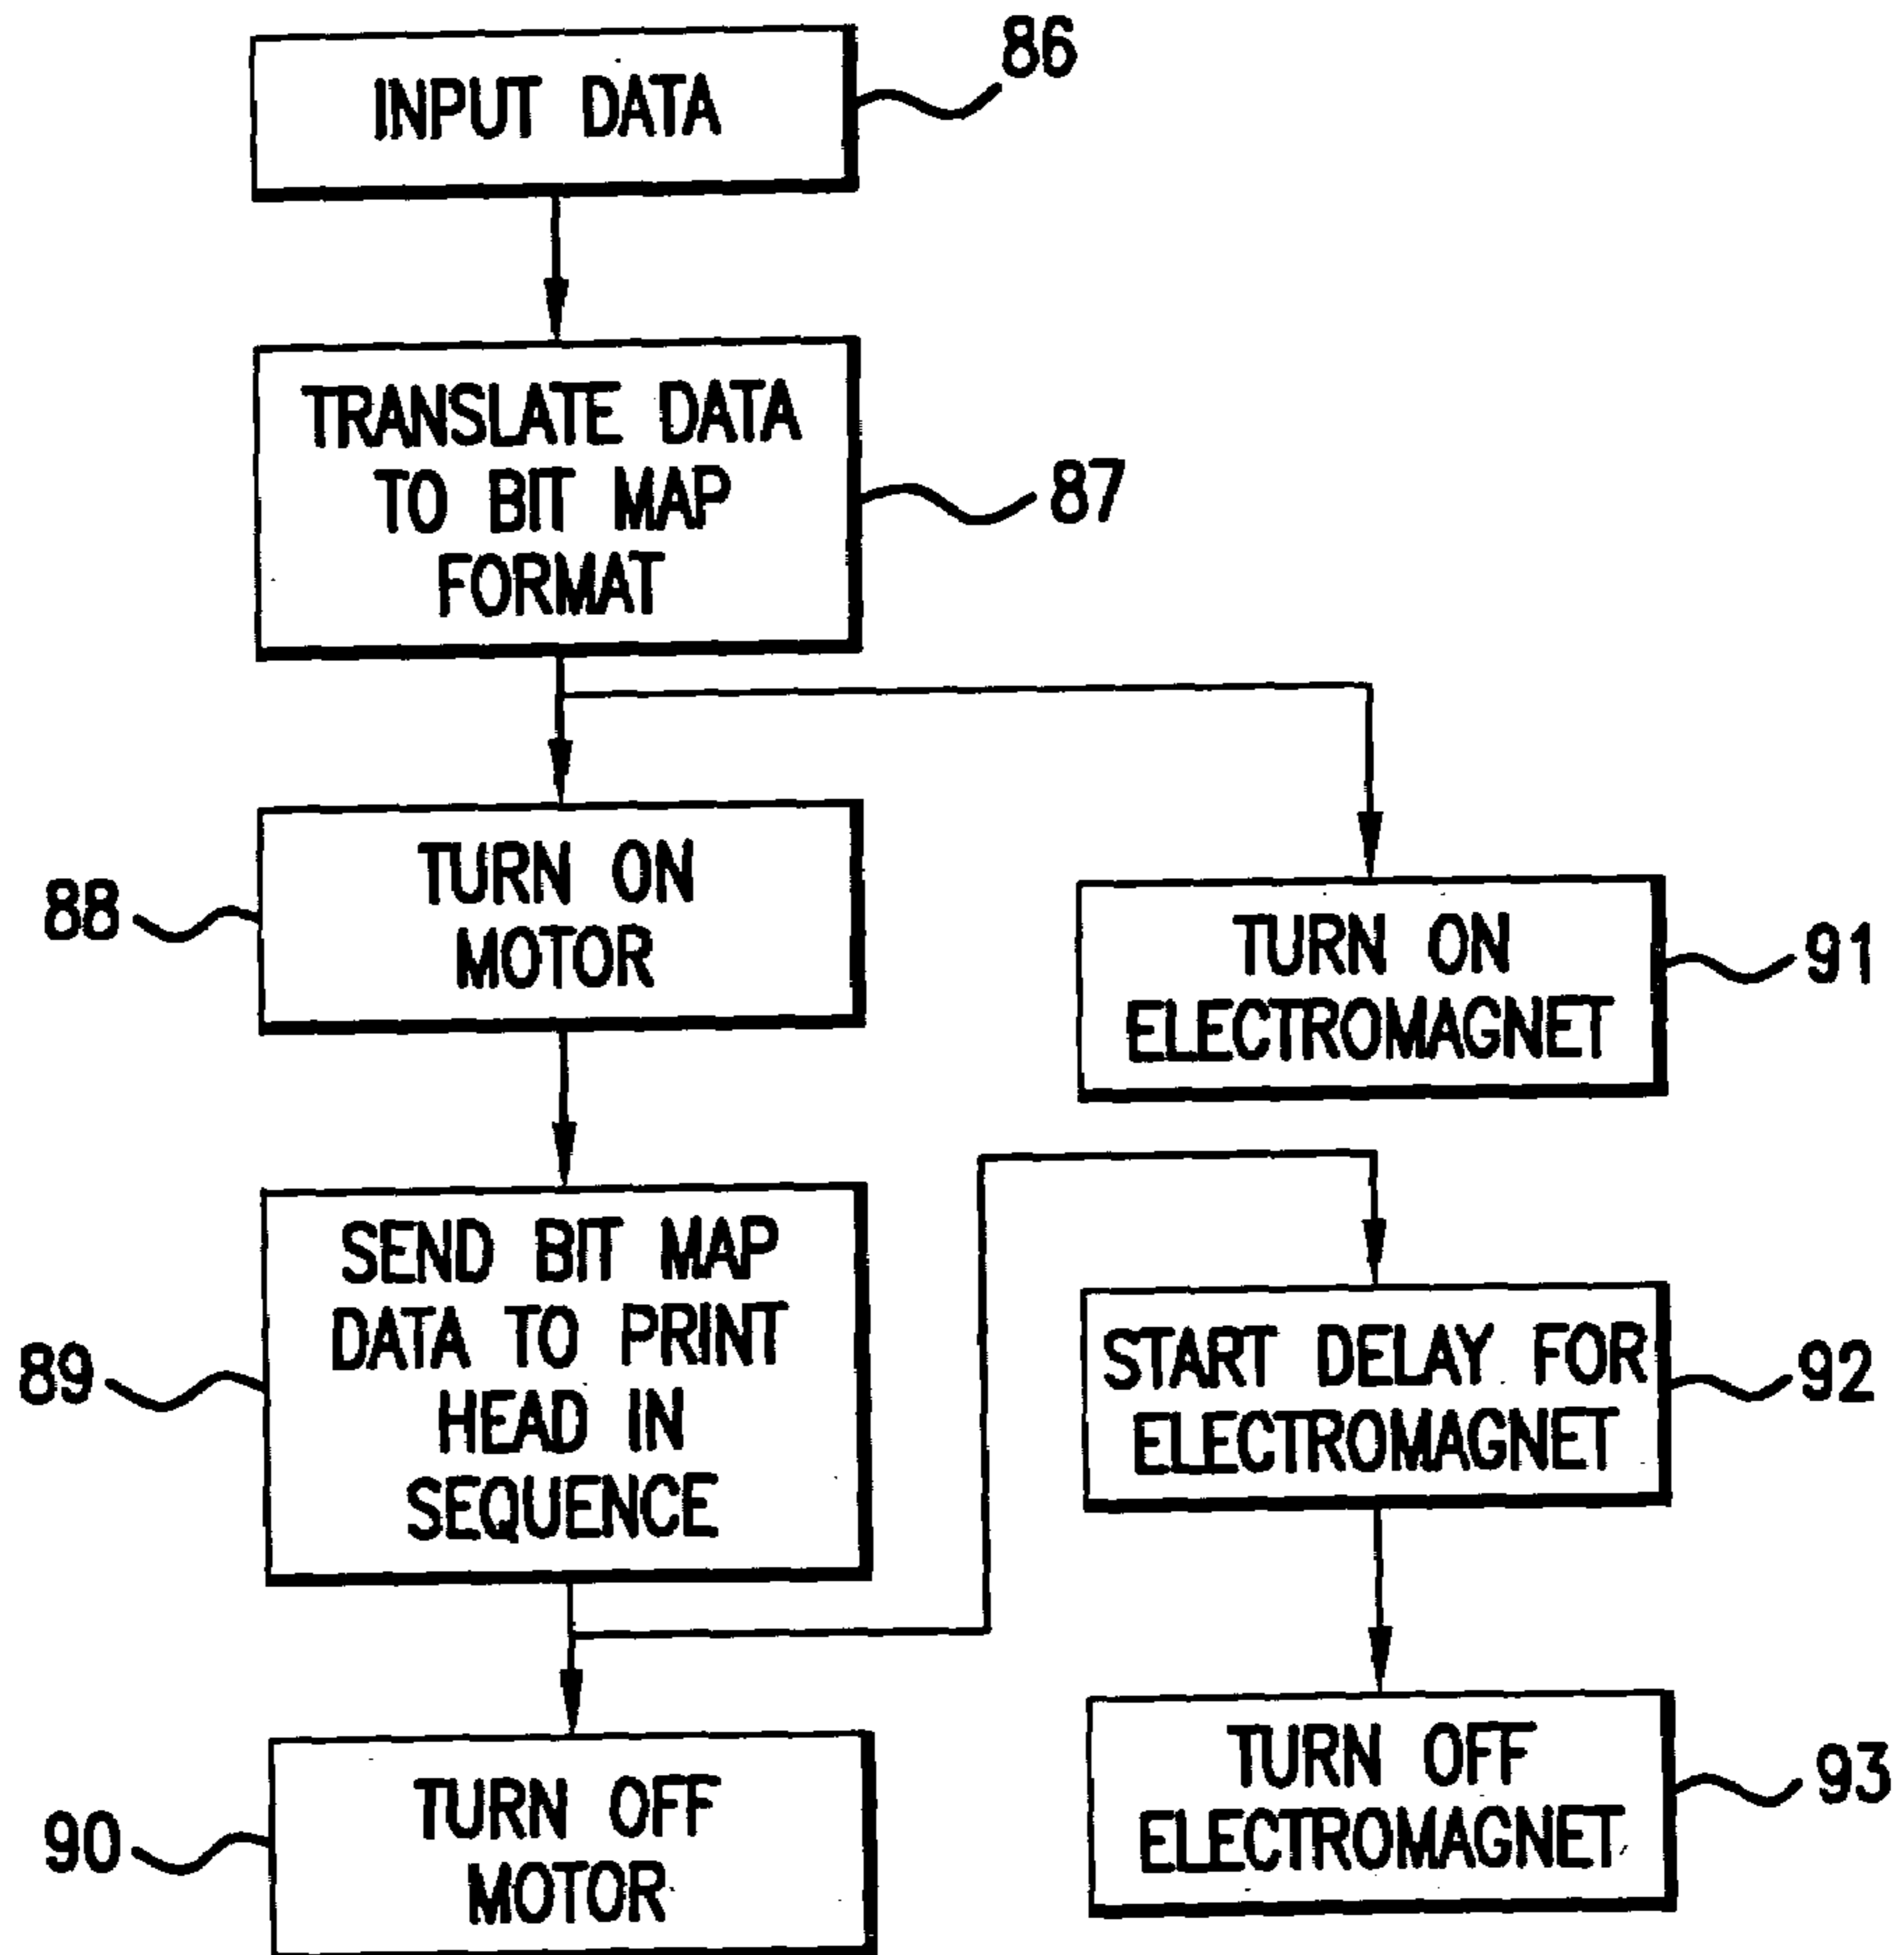 86
INPUT DATA
TRANSLATE DATA
TO BIT MAP
FORMAT
87
88
TURN ON
MOTOR
TURN ON
ELECTROMAGNET
91
89
SEND BIT MAP
DATA TO PRINT
HEAD IN
SEQUENCE
START DELAY FOR
ELECTROMAGNET
92
90
TURN OFF
MOTOR
TURN OFF
ELECTROMAGNET
93